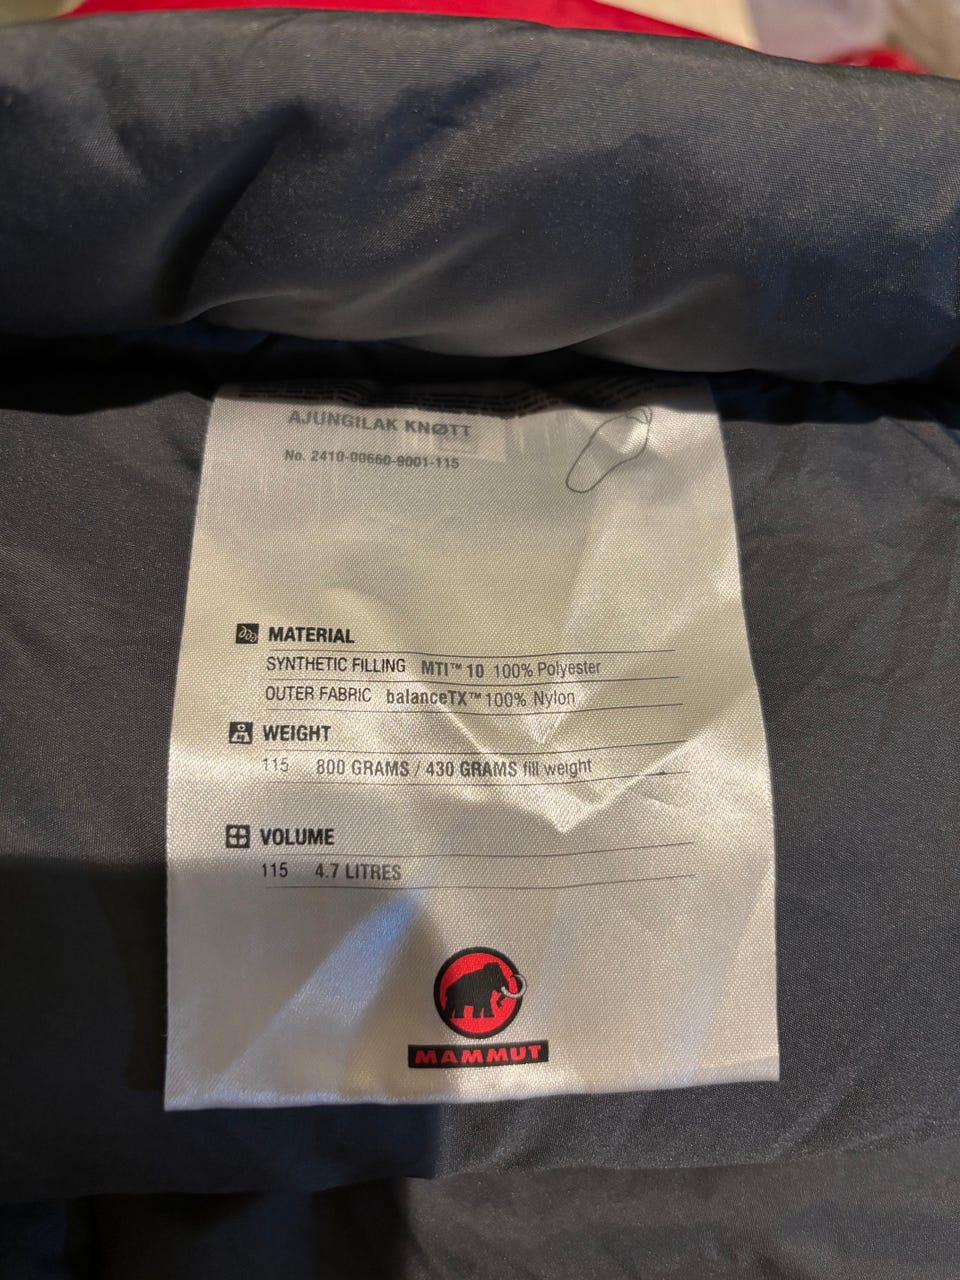 AJUNGILAK KNØTT
No. 2410-00660-9001-115
MATERIAL
SYNTHETIC FILLING MTI™ 10 100% Polyester
OUTER FABRIC balanceTX™ 100% Nylon
WEIGHT
115 800 GRAMS / 430 GRAMS fill weight
VOLUME
115 4.7 LITRES
MAMMUT